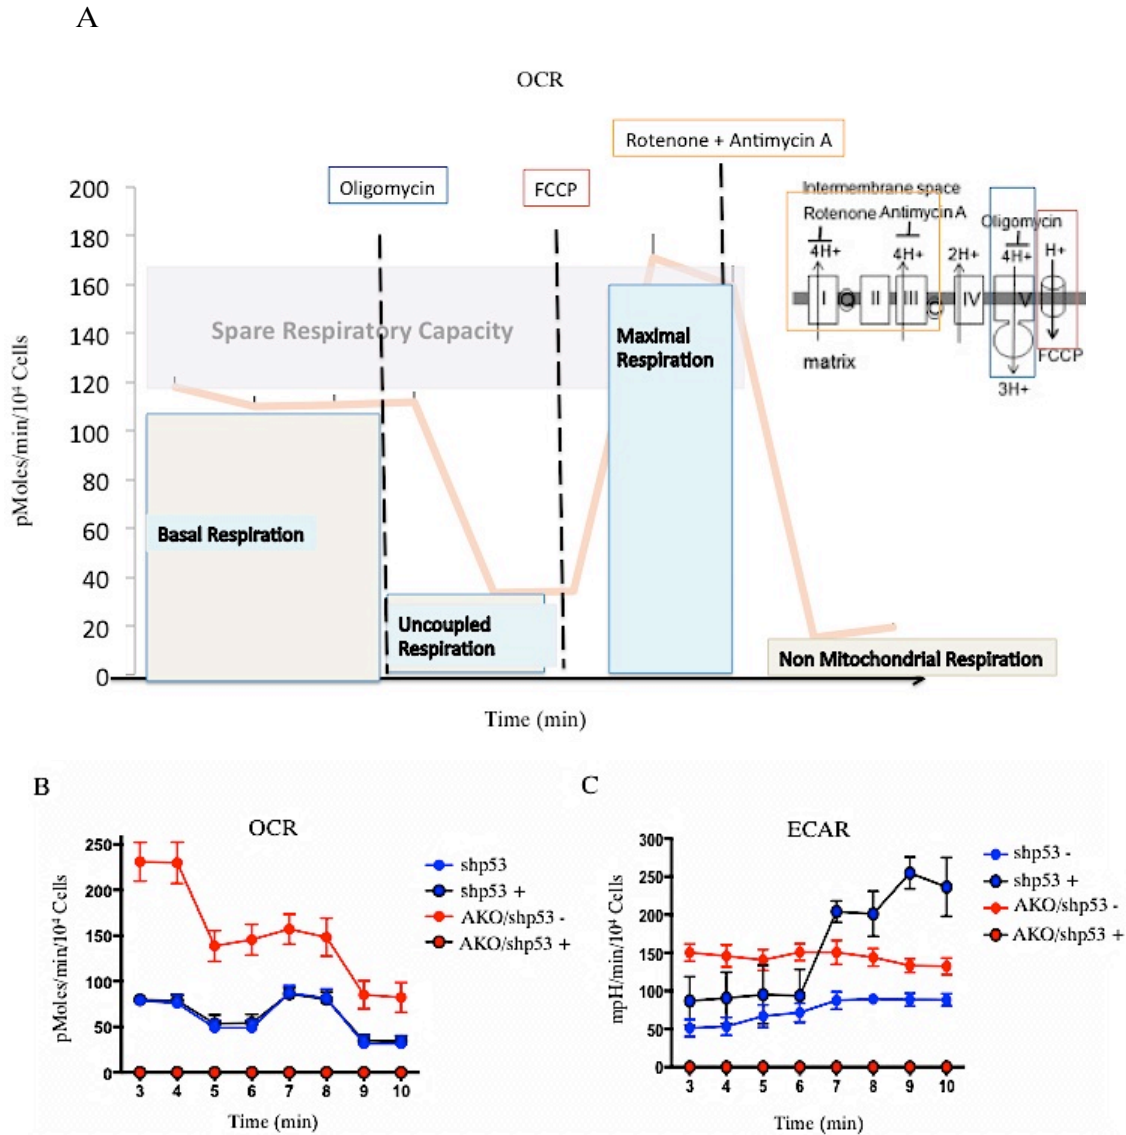 A
OCR
Rotenone + Antimycin A
Oligomycin
FCCP
200
180
160
140
120
100
80
60
40
20
0
pMoles/min/10⁴ Cells
Spare Respiratory Capacity
Maximal
Respiration
Basal Respiration
Uncoupled
Respiration
Non Mitochondrial Respiration
Time (min)
Intermembrane space
Rotenone Antimycin A
Oligomycin
4H+ 4H+ 2H+ 4H+ H+
I Q II III C IV V
FCCP
matrix
3H+
B
OCR
250
200
150
100
50
0
pMoles/min/10⁴ Cells
3 4 5 6 7 8 9 10
Time (min)
shp53
shp53 +
AKO/shp53 -
AKO/shp53 +
C
ECAR
300
250
200
150
100
50
0
mpH/min/10⁴ Cells
3 4 5 6 7 8 9 10
Time (min)
shp53 -
shp53 +
AKO/shp53 -
AKO/shp53 +